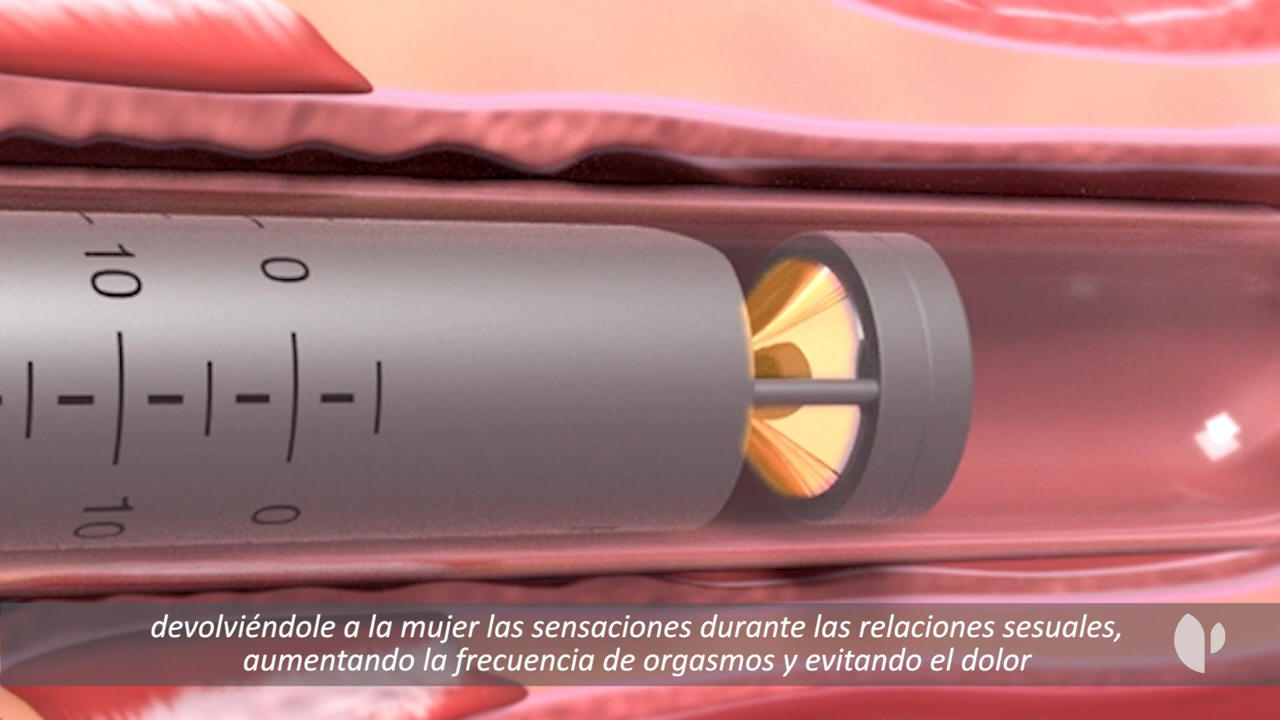 10 0
10 0
devolviéndole a la mujer las sensaciones durante las relaciones sesuales,
aumentando la frecuencia de orgasmos y evitando el dolor